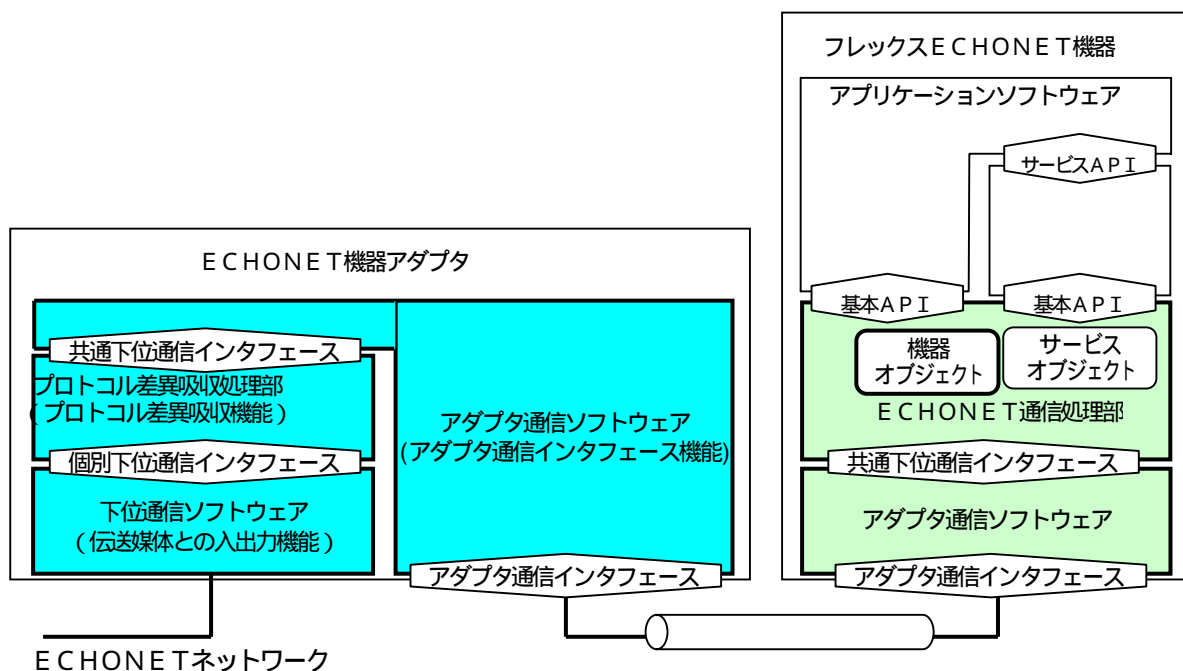 フレックスＥＣＨＯＮＥＴ機器
アプリケーションソフトウェア
サービスＡＰＩ
基本ＡＰＩ
基本ＡＰＩ
機器
オブジェクト
サービス
オブジェクト
ＥＣＨＯＮＥＴ通信処理部
共通下位通信インタフェース
アダプタ通信ソフトウェア
アダプタ通信インタフェース
ＥＣＨＯＮＥＴ機器アダプタ
共通下位通信インタフェース
プロトコル差異吸収処理部
（プロトコル差異吸収機能）
個別下位通信インタフェース
下位通信ソフトウェア
（伝送媒体との入出力機能）
アダプタ通信ソフトウェア
(アダプタ通信インタフェース機能)
アダプタ通信インタフェース
ＥＣＨＯＮＥＴネットワーク